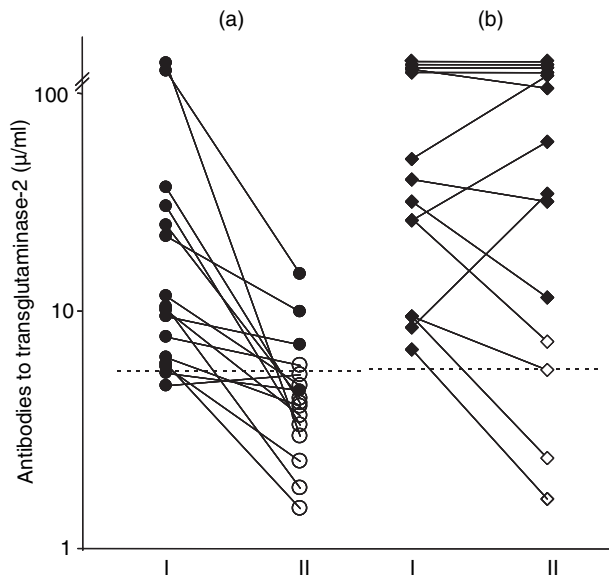 (a) (b)
Antibodies to transglutaminase-2 (µ/ml)
100
10
1
I II I II